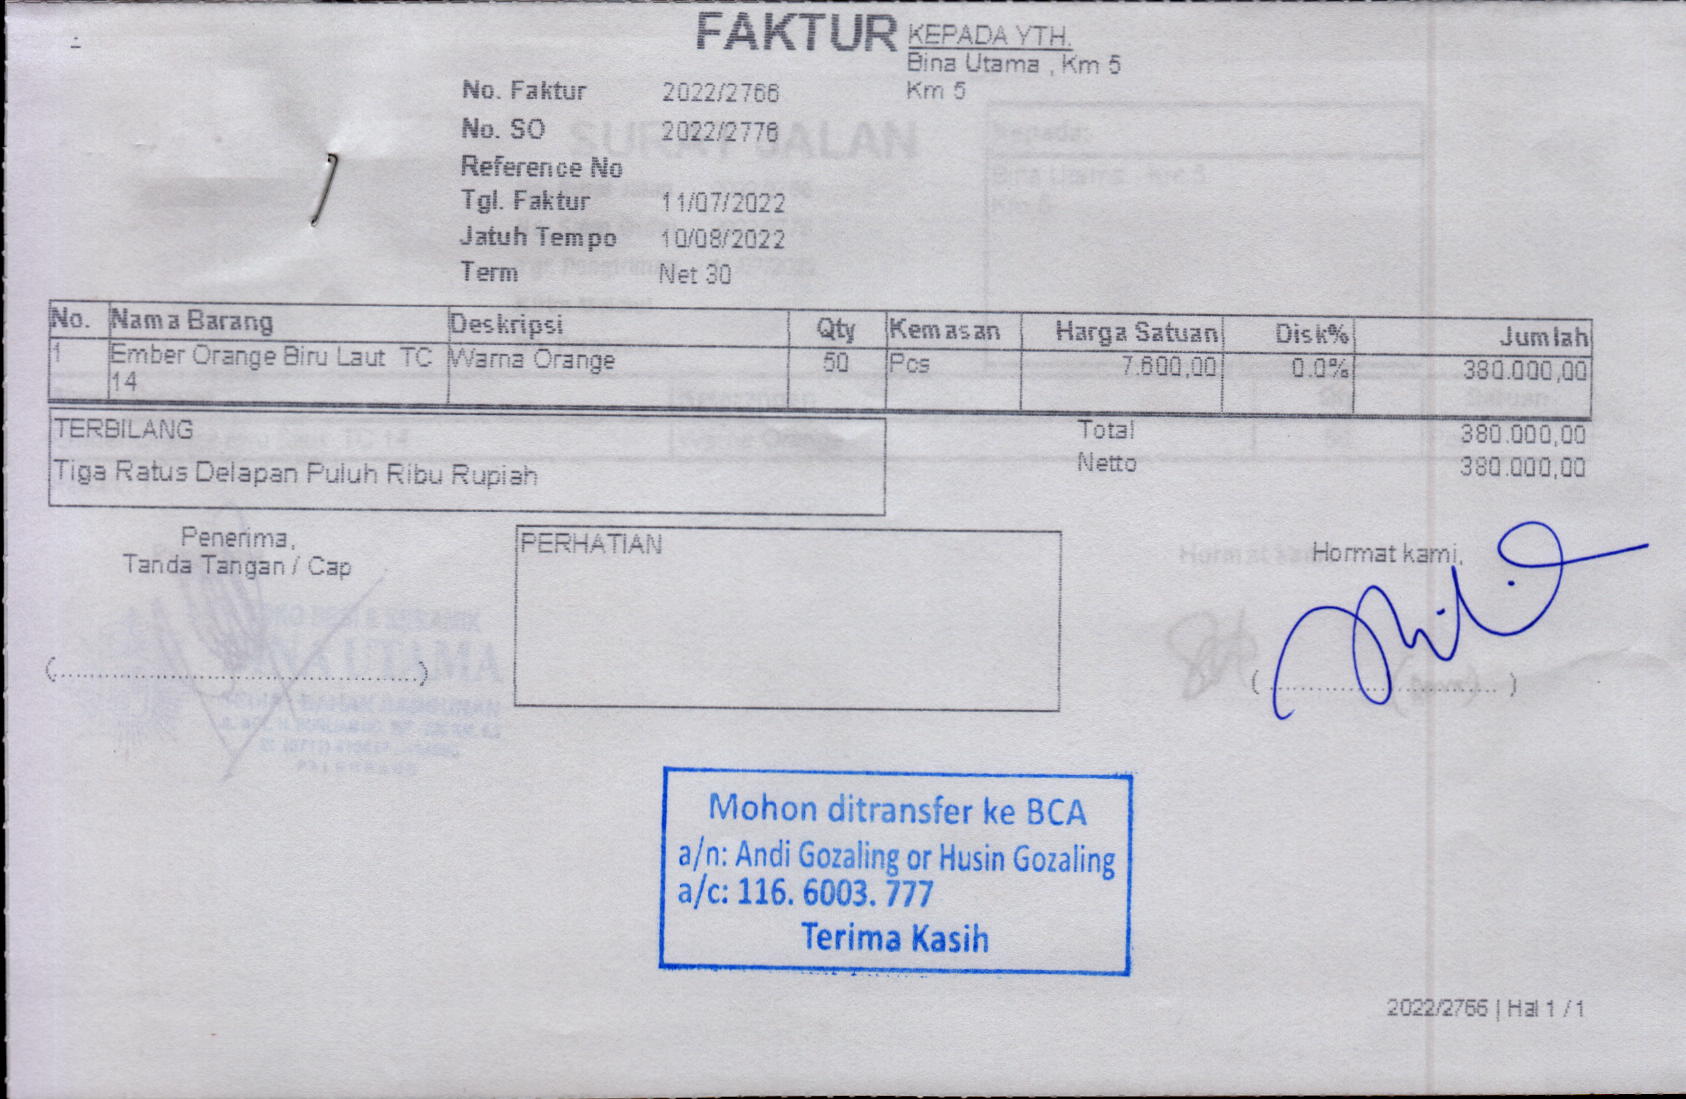 FAKTUR
KEPADA YTH.
Bina Utama , Km 5
Km 5
No. Faktur 2022/2766
No. SO 2022/2776
Reference No
Tgl. Faktur 11/07/2022
Jatuh Tempo 10/08/2022
Term Net 30
SURAT JALAN
Kepada:
No. Nama Barang Deskripsi Qty Kemasan Harga Satuan Disk% Jumlah
1 Ember Orange Biru Laut TC 14 Warna Orange 50 Pcs 7.600,00 0.0% 380.000,00
TERBILANG
Tiga Ratus Delapan Puluh Ribu Rupiah
Total 380.000,00
Netto 380.000,00
Penerima,
Tanda Tangan / Cap
(........................................)
PERHATIAN
Hormat kami,
(........................................)
UTAMA
Mohon ditransfer ke BCA
a/n: Andi Gozaling or Husin Gozaling
a/c: 116. 6003. 777
Terima Kasih
2022/2766 | Hal 1 / 1